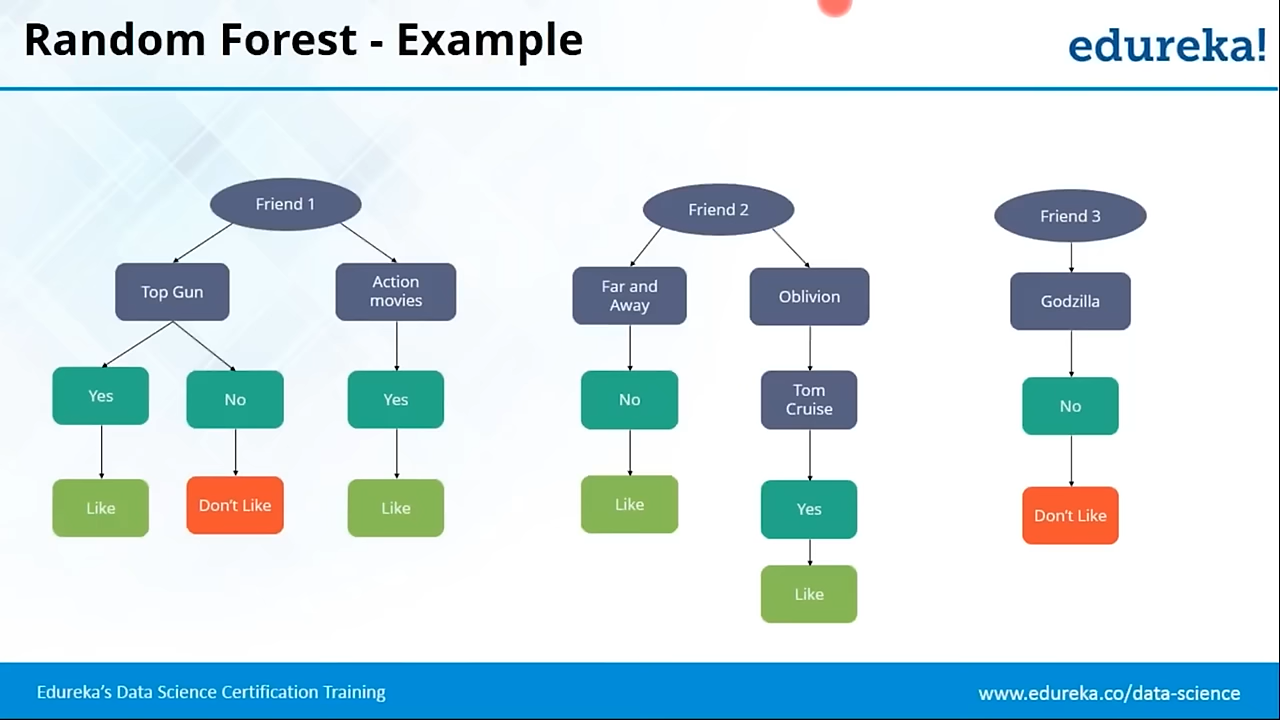 Random Forest - Example
edureka!
Friend 1
Top Gun
Action
movies
Yes
No
Yes
Like
Don't Like
Like
Friend 2
Far and
Away
Oblivion
No
Tom
Cruise
Like
Yes
Like
Friend 3
Godzilla
No
Don't Like
Edureka's Data Science Certification Training
www.edureka.co/data-science